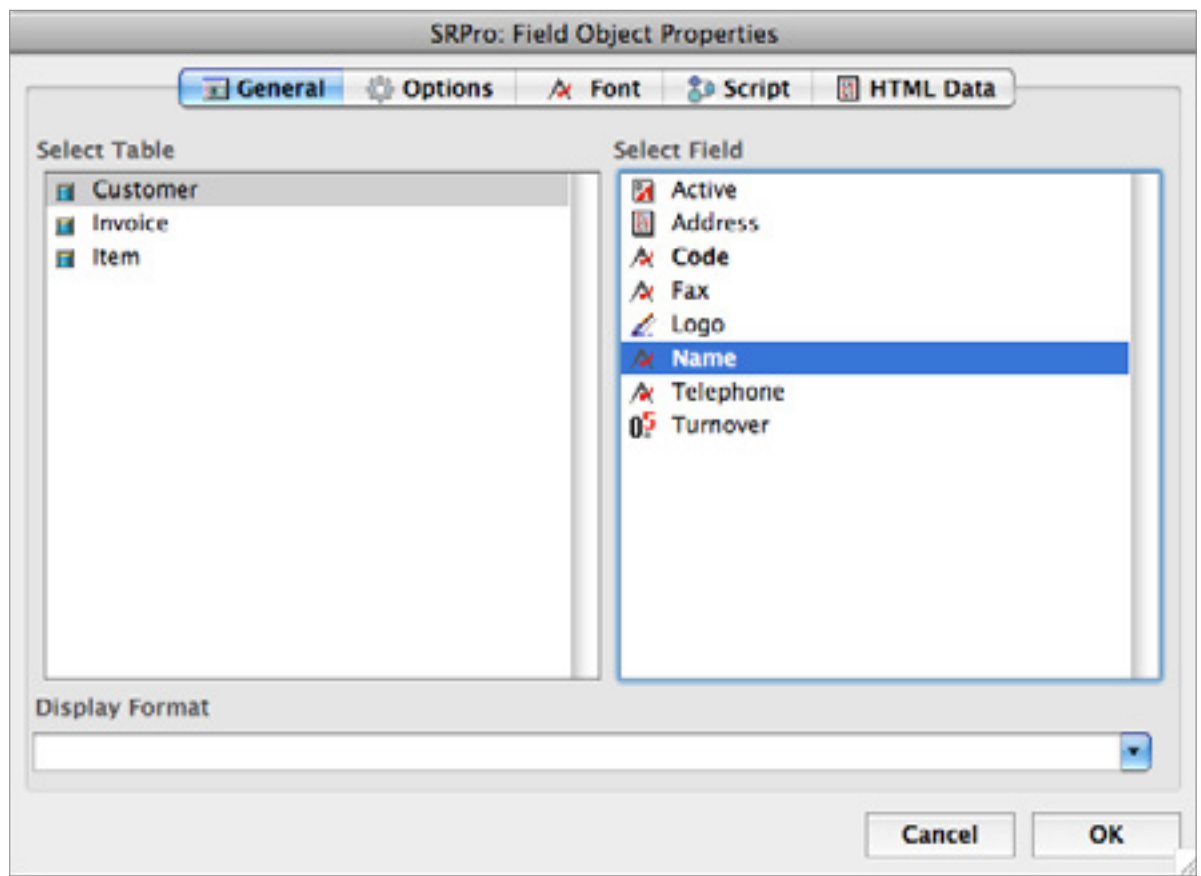 SRPro: Field Object Properties
General Options Font Script HTML Data
Select Table
Customer
Invoice
Item
Select Field
Active
Address
Code
Fax
Logo
Name
Telephone
Turnover
Display Format
Cancel OK